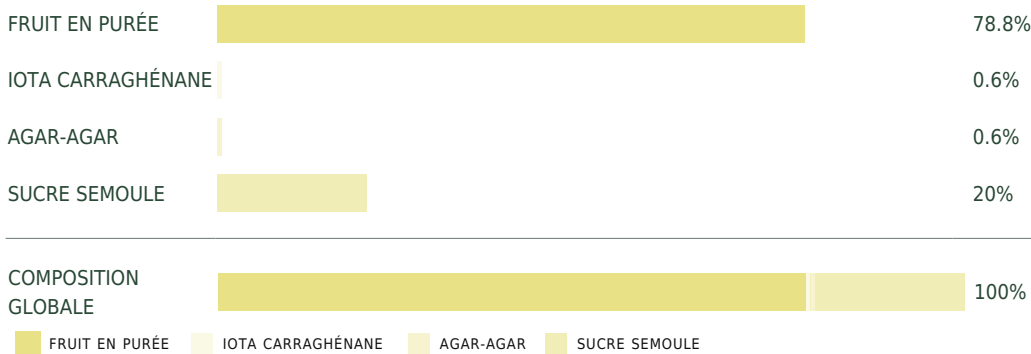 FRUIT EN PURÉE 78.8%
IOTA CARRAGHÉNANE 0.6%
AGAR-AGAR 0.6%
SUCRE SEMOULE 20%
COMPOSITION
GLOBALE 100%
FRUIT EN PURÉE IOTA CARRAGHÉNANE AGAR-AGAR SUCRE SEMOULE